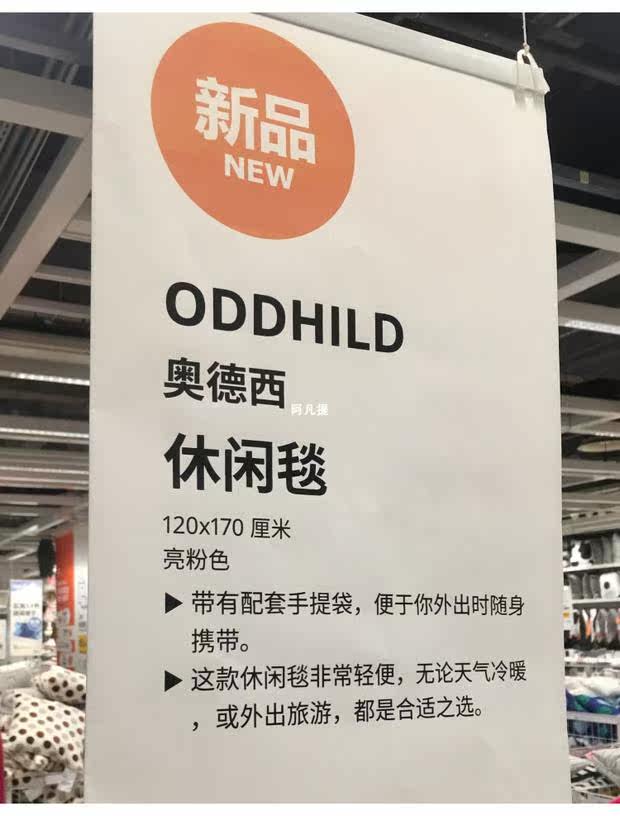 新品
NEW
ODDHILD
奥德西
阿凡提
休闲毯
120x170 厘米
亮粉色
▶ 带有配套手提袋，便于你外出时随身
携带。
▶ 这款休闲毯非常轻便，无论天气冷暖
，或外出旅游，都是合适之选。